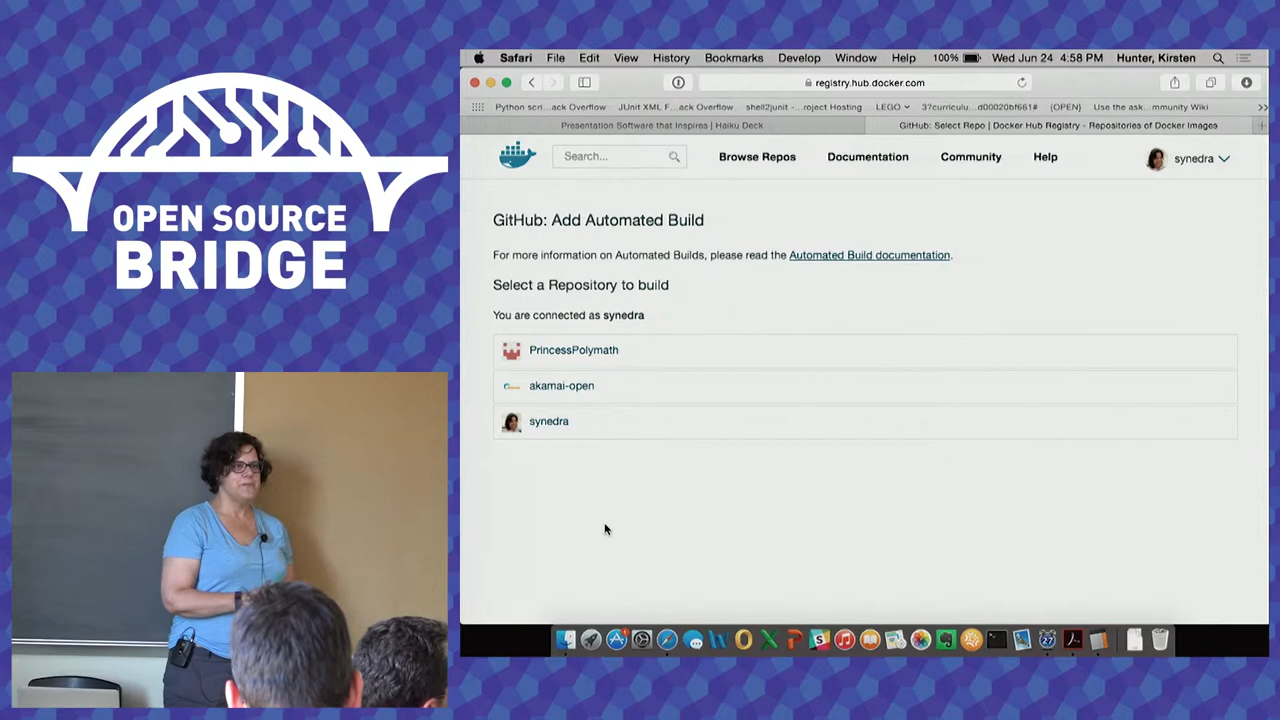 OPEN SOURCE
BRIDGE
Safari File Edit View History Bookmarks Develop Window Help 100% Wed Jun 24 4:58 PM Hunter, Kirsten
registry.hub.docker.com
Python scri...ack Overflow JUnit XML F...ack Overflow shell2junit -...roject Hosting LEGO 3?curriculu...d00020bf661# {OPEN} Use the ask...mmunity Wiki >>
Presentation Software that Inspires | Haiku Deck GitHub: Select Repo | Docker Hub Registry - Repositories of Docker Images
Search... Browse Repos Documentation Community Help synedra
GitHub: Add Automated Build
For more information on Automated Builds, please read the Automated Build documentation.
Select a Repository to build
You are connected as synedra
PrincessPolymath
akamai-open
synedra